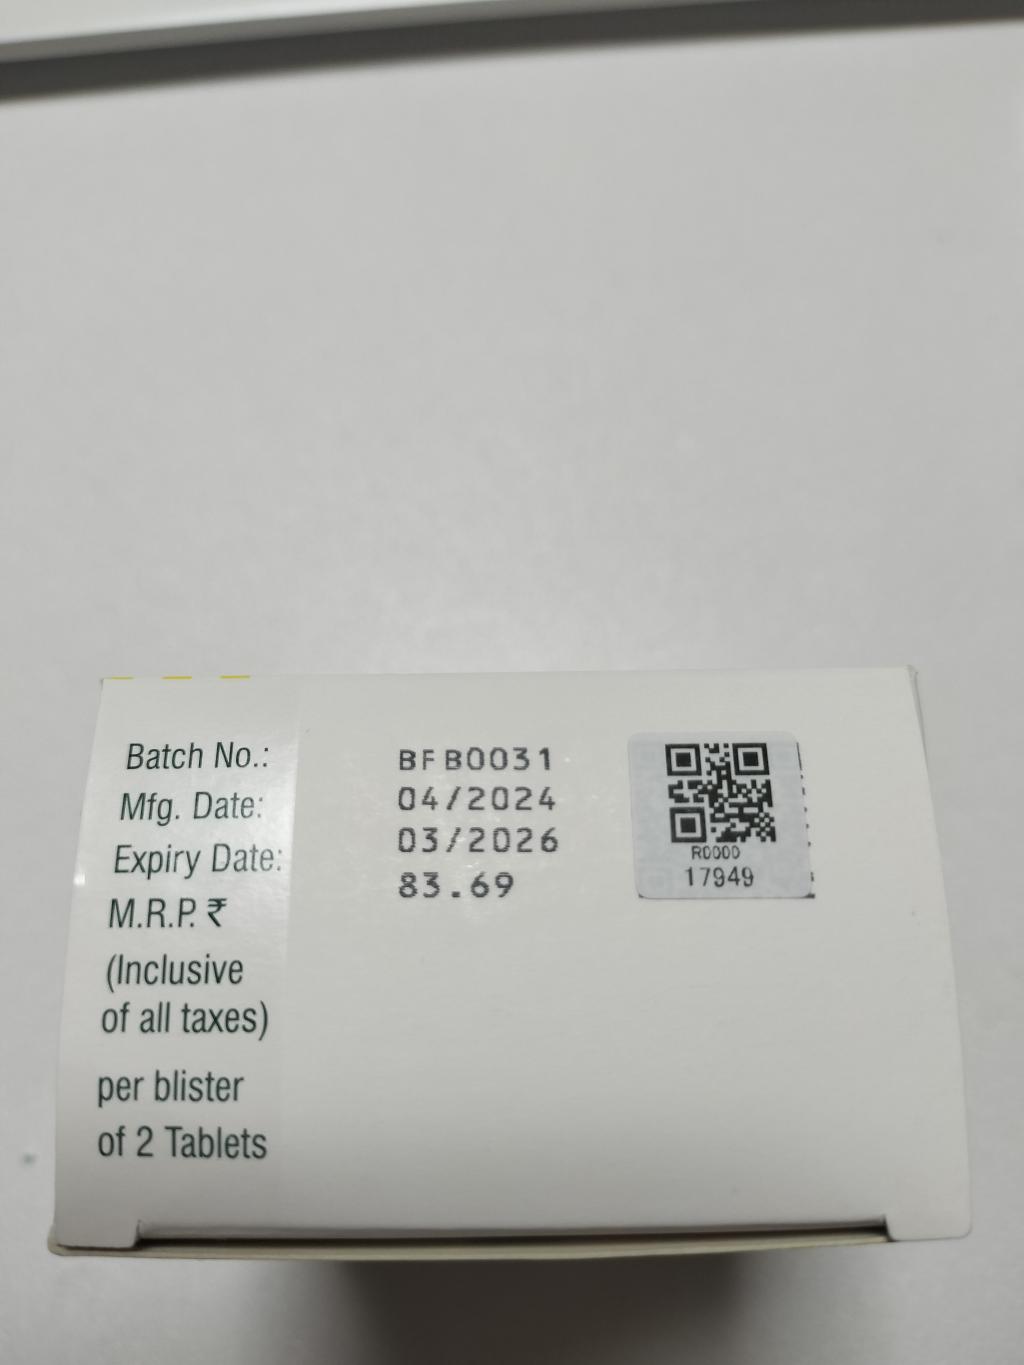 Batch No.: BFB0031
Mfg. Date: 04/2024
Expiry Date: 03/2026
M.R.P. ₹ 83.69
(Inclusive
of all taxes)
per blister
of 2 Tablets
R0000
17949